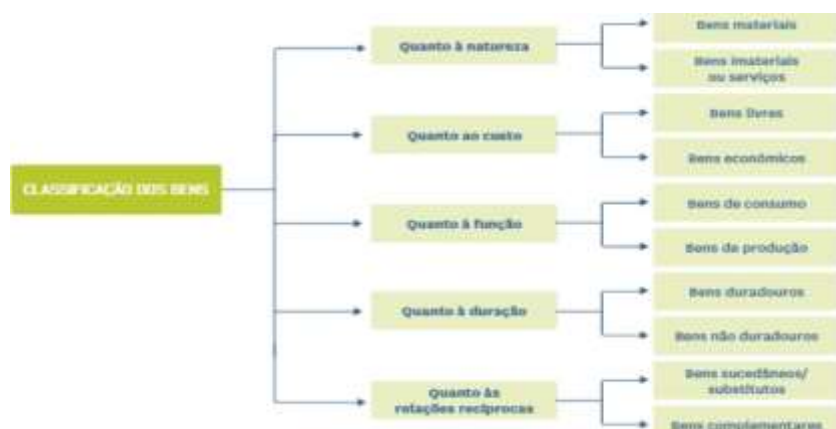 CLASSIFICAÇÃO DOS BENS
Quanto à natureza
Bens materiais
Bens imateriais
ou serviços
Quanto ao custo
Bens livres
Bens económicos
Quanto à função
Bens de consumo
Bens de produção
Quanto à duração
Bens duradouros
Bens não duradouros
Quanto às
relações recíprocas
Bens sucedâneos/
substitutos
Bens complementares